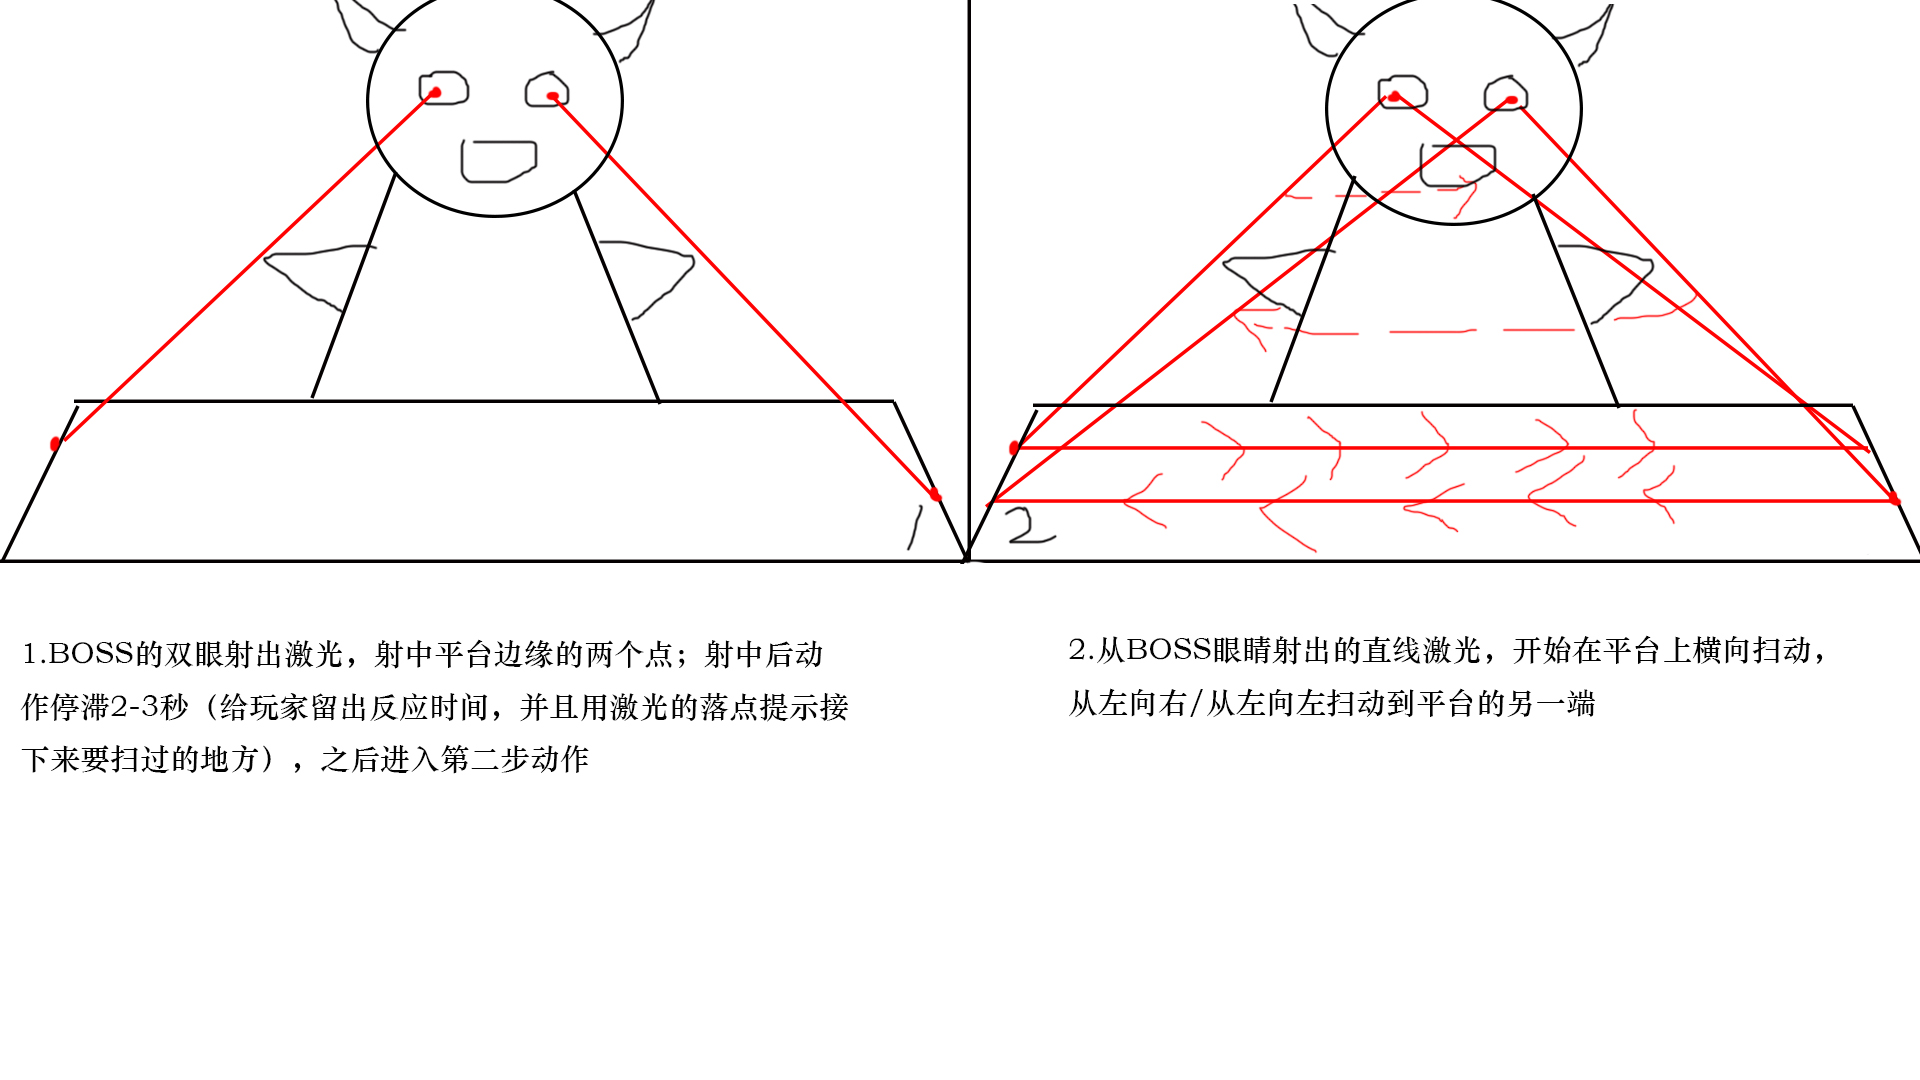 1
2
1.BOSS的双眼射出激光，射中平台边缘的两个点；射中后动
作停滞2-3秒（给玩家留出反应时间，并且用激光的落点提示接
下来要扫过的地方），之后进入第二步动作
2.从BOSS眼睛射出的直线激光，开始在平台上横向扫动，
从左向右/从左向左扫动到平台的另一端